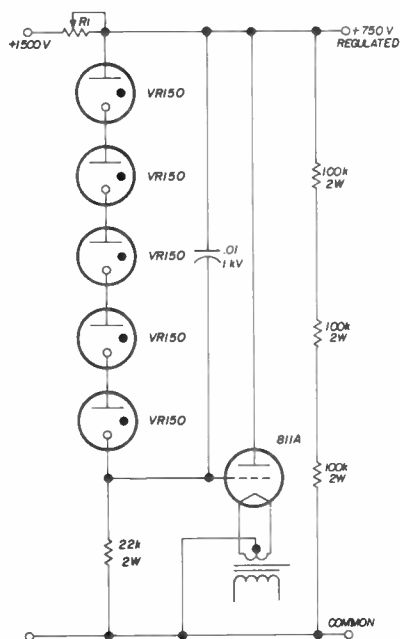 R1
+1500 V
+750 V
REGULATED
VR150
VR150
VR150
VR150
VR150
.01
1 kV
100k
2W
100k
2W
100k
2W
811A
22k
2W
COMMON